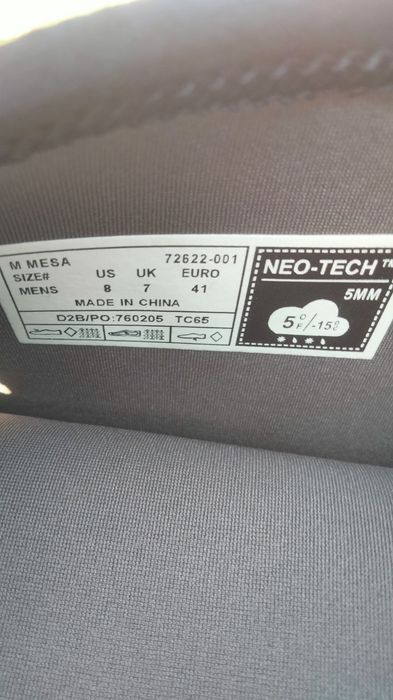 M MESA 72622-001
SIZE# US UK EURO
MENS 8 7 41
MADE IN CHINA
D2B/PO:760205 TC65
NEO-TECH™
5MM
5°F/-15°C